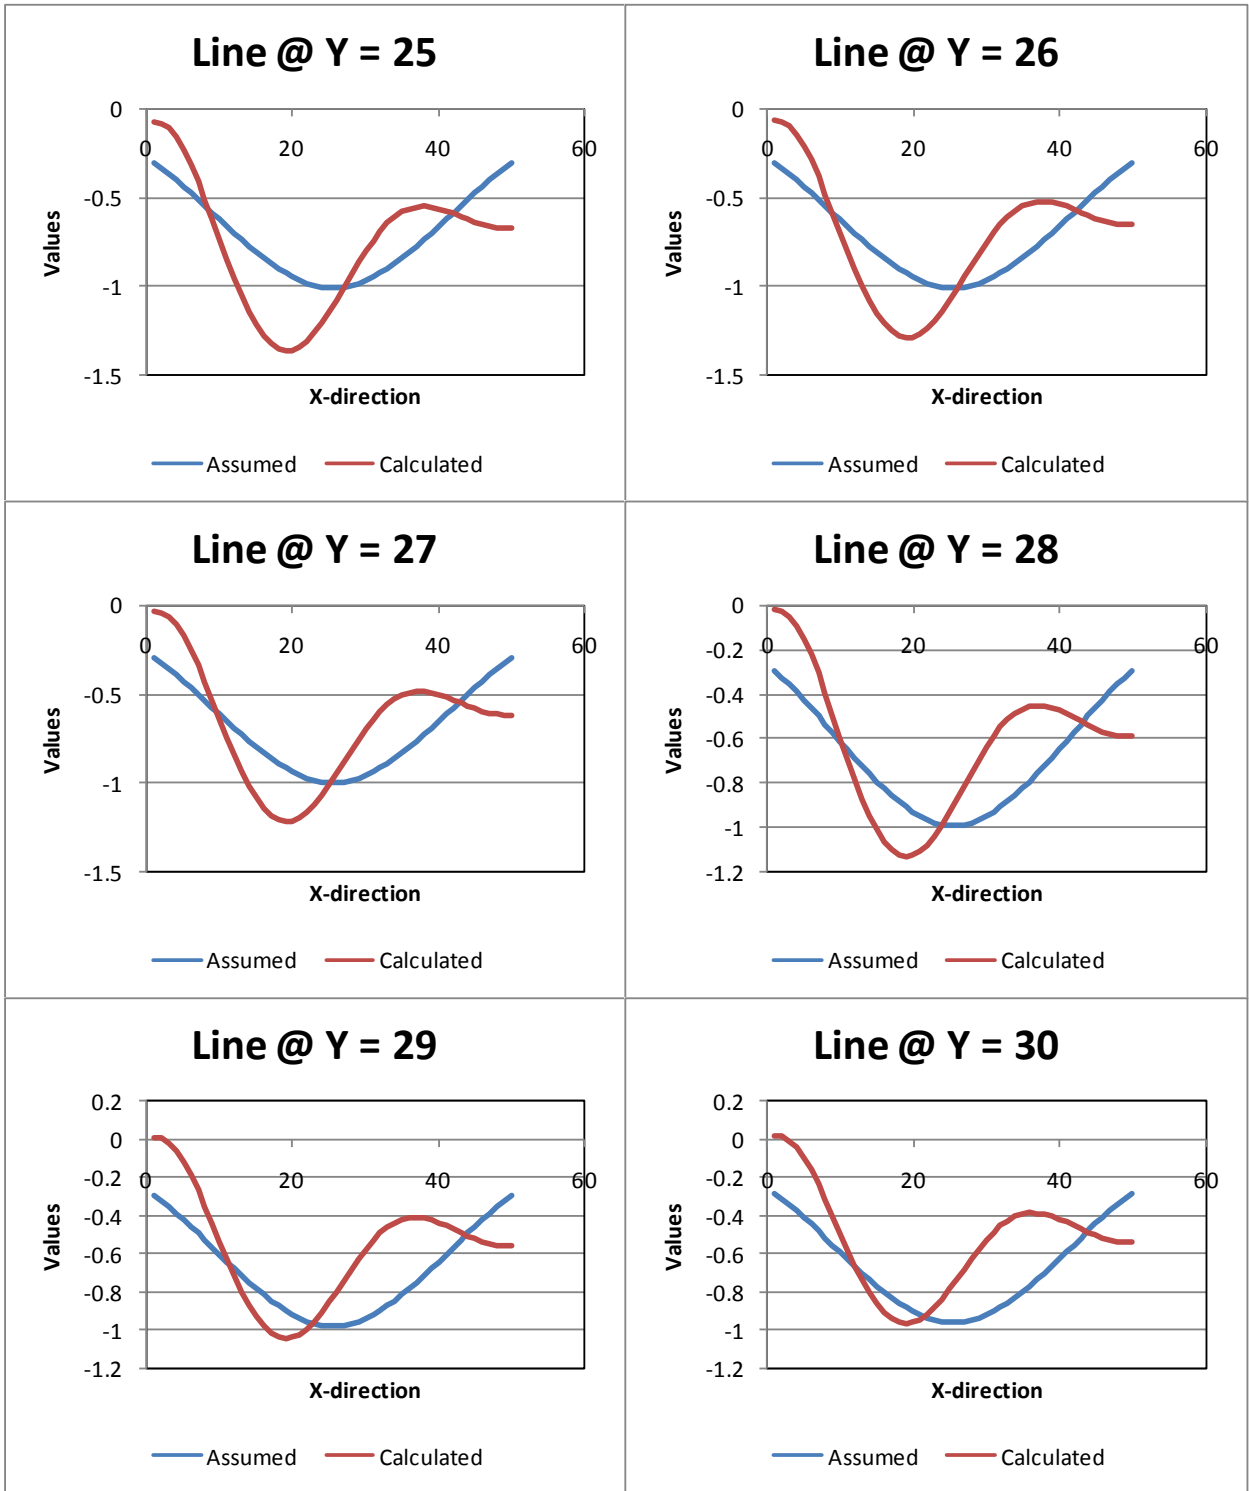 Line @ Y = 25
0
-0.5
-1
-1.5
0 20 40 60
Values
X-direction
Assumed Calculated
Line @ Y = 26
0
-0.5
-1
-1.5
0 20 40 60
Values
X-direction
Assumed Calculated
Line @ Y = 27
0
-0.5
-1
-1.5
0 20 40 60
Values
X-direction
Assumed Calculated
Line @ Y = 28
0
-0.2
-0.4
-0.6
-0.8
-1
-1.2
0 20 40 60
Values
X-direction
Assumed Calculated
Line @ Y = 29
0.2
0
-0.2
-0.4
-0.6
-0.8
-1
-1.2
0 20 40 60
Values
X-direction
Assumed Calculated
Line @ Y = 30
0.2
0
-0.2
-0.4
-0.6
-0.8
-1
-1.2
0 20 40 60
Values
X-direction
Assumed Calculated